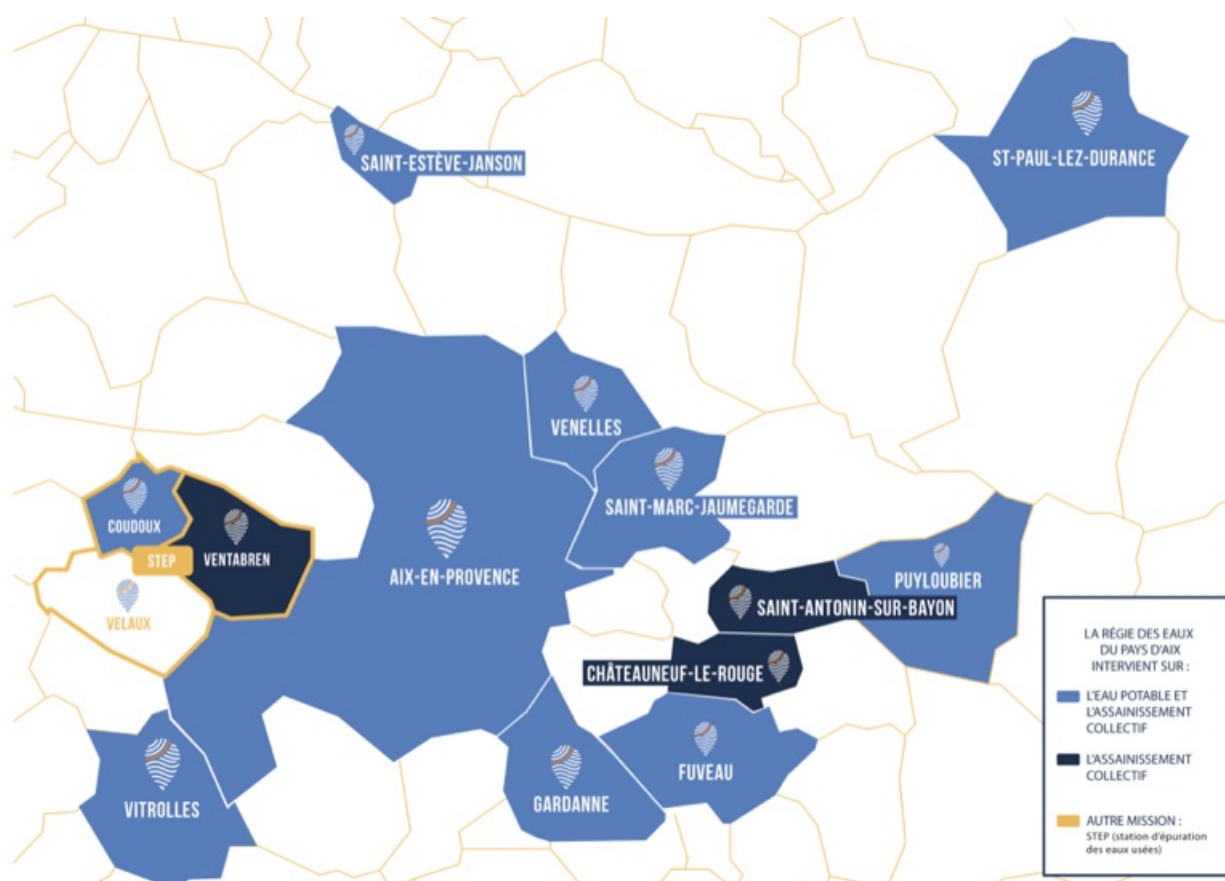 SAINT-ESTÈVE-JANSON
ST-PAUL-LEZ-DURANCE
VENELLES
SAINT-MARC-JAUMEGARDE
COUDOUX
STEP
VENTABREN
AIX-EN-PROVENCE
PUYLOUBIER
VELAUX
SAINT-ANTONIN-SUR-BAYON
CHÂTEAUNEUF-LE-ROUGE
FUVEAU
GARDANNE
VITROLLES
LA RÉGIE DES EAUX
DU PAYS D'AIX
INTERVIENT SUR :
L'EAU POTABLE ET
L'ASSAINISSEMENT
COLLECTIF
L'ASSAINISSEMENT
COLLECTIF
AUTRE MISSION :
STEP (station d'épuration
des eaux usées)